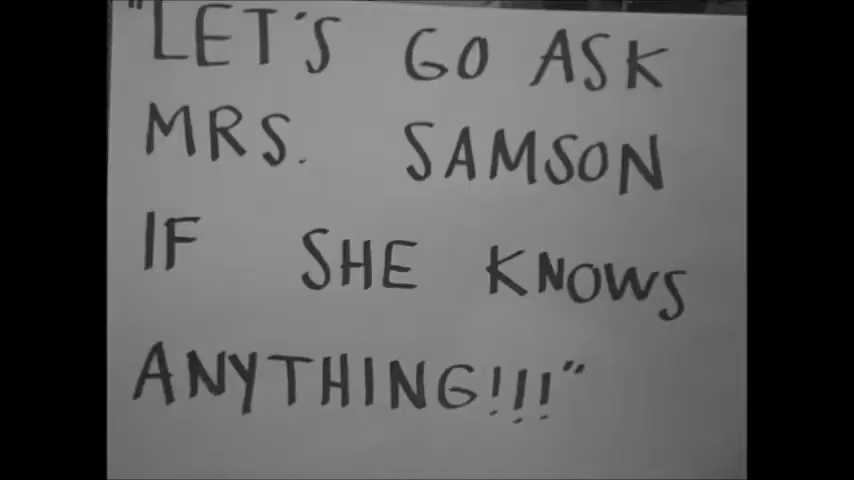 "LET'S GO ASK
MRS. SAMSON
IF SHE KNOWS
ANYTHING!!!"